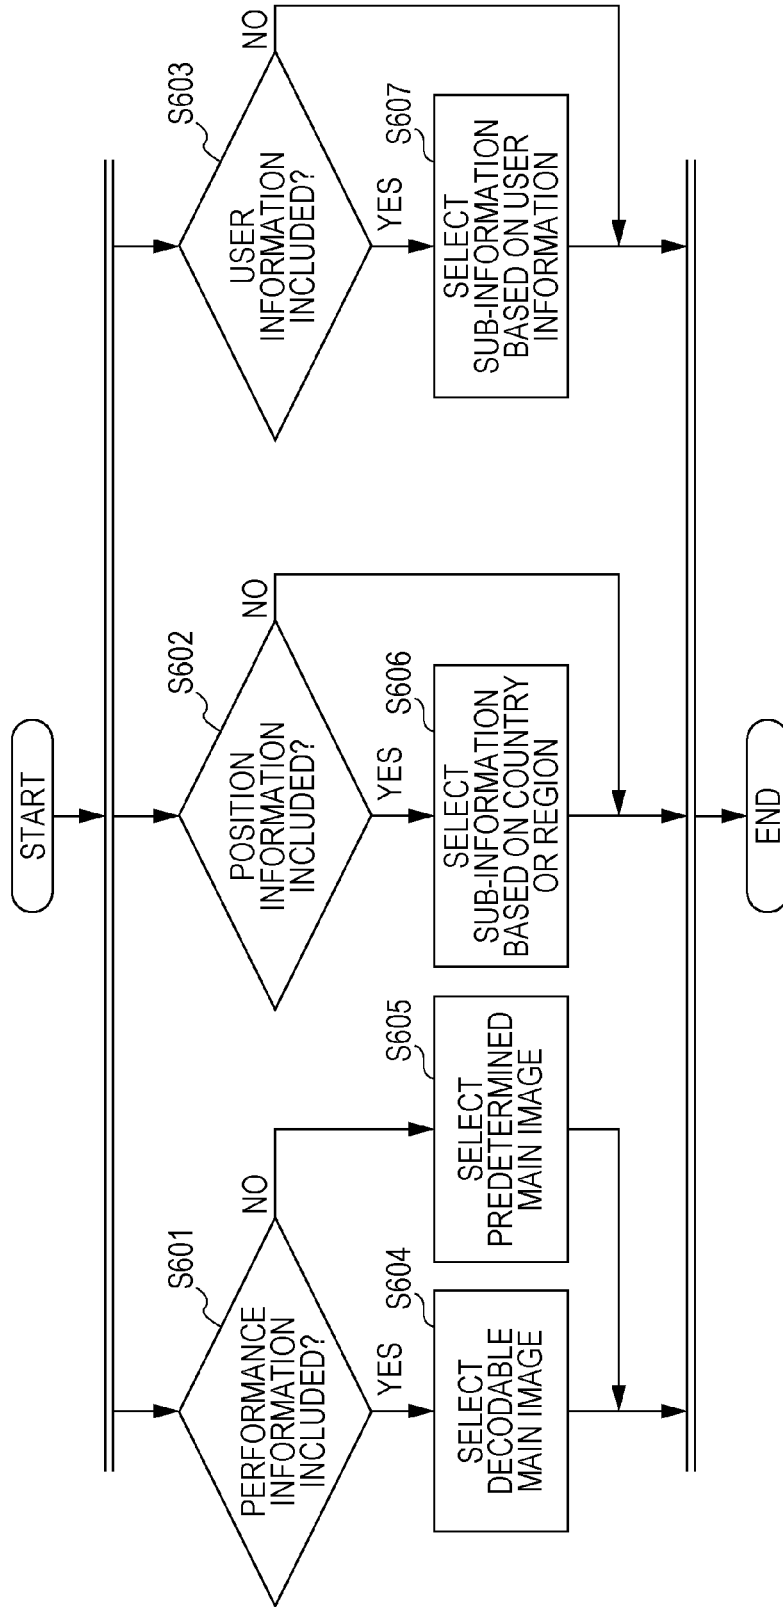 START
PERFORMANCE
INFORMATION
INCLUDED?
S601
NO
YES
SELECT
DECODABLE
MAIN IMAGE
S604
SELECT
PREDETERMINED
MAIN IMAGE
S605
POSITION
INFORMATION
INCLUDED?
S602
NO
YES
SELECT
SUB-INFORMATION
BASED ON COUNTRY
OR REGION
S606
USER
INFORMATION
INCLUDED?
S603
NO
YES
SELECT
SUB-INFORMATION
BASED ON USER
INFORMATION
S607
END